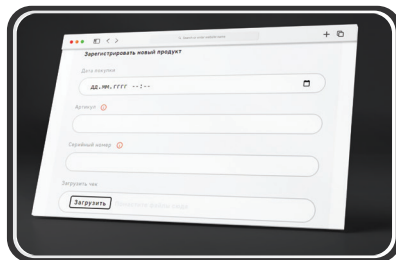 Зарегистрировать новый продукт
Дата покупки
ДД.ММ.ГГГГ --:--
Артикул
Серийный номер
Загрузить чек
Загрузить